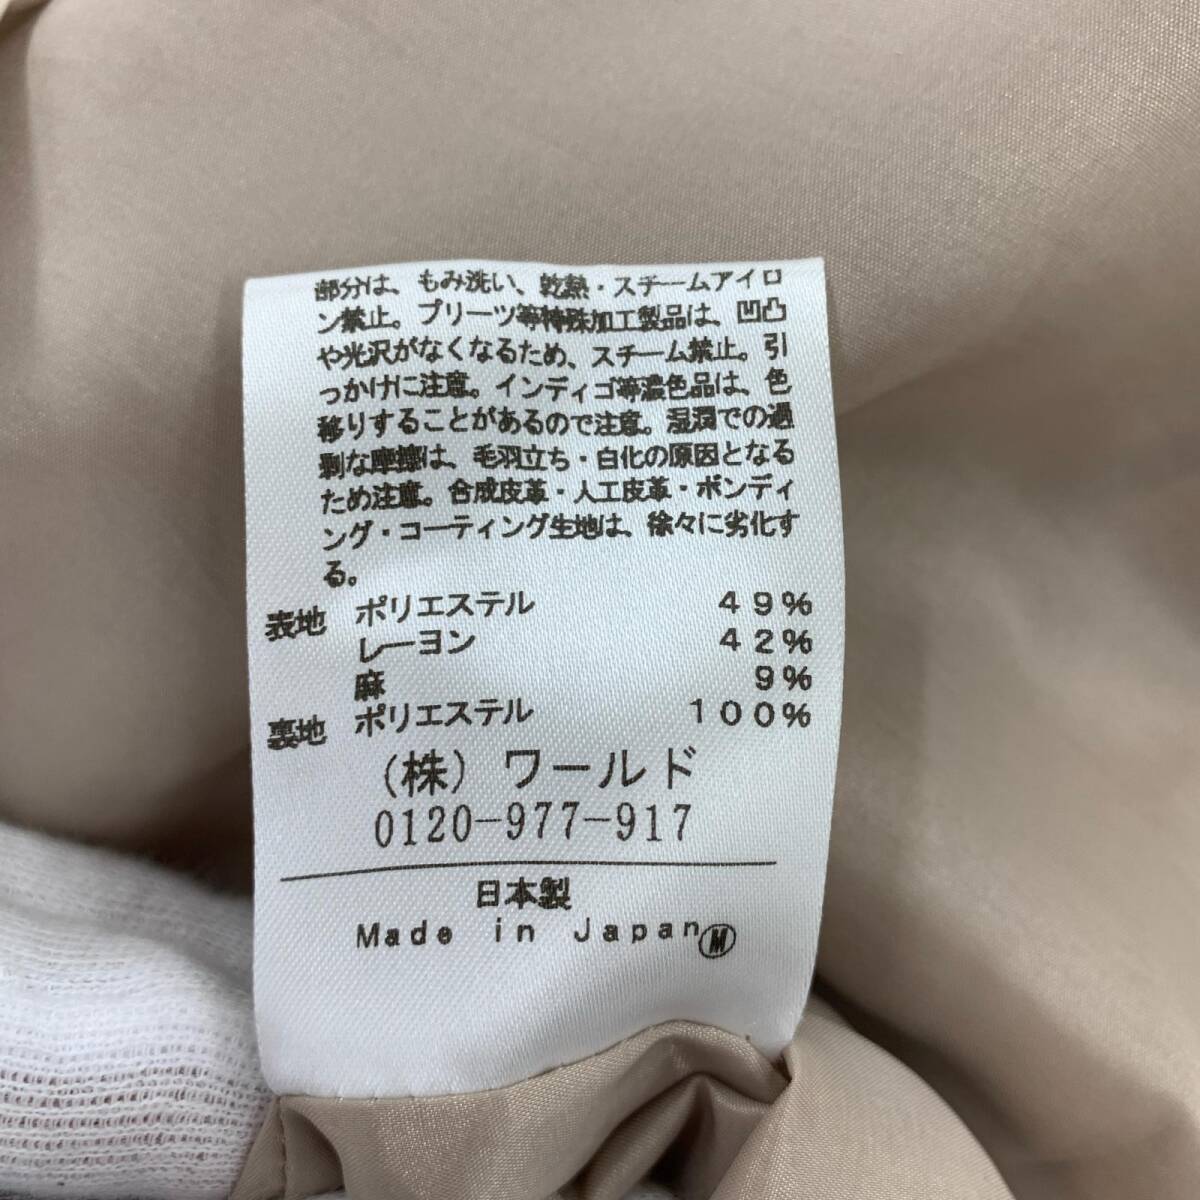 部分は、もみ洗い、乾熱・スチームアイロ
ン禁止。プリーツ等特殊加工製品は、凹凸
や光沢がなくなるため、スチーム禁止。引
っかけに注意。インディゴ等濃色品は、色
移りすることがあるので注意。湿潤での過
剰な摩擦は、毛羽立ち・白化の原因となる
ため注意。合成皮革・人工皮革・ボンディ
ング・コーティング生地は、徐々に劣化す
る。
表地 ポリエステル 49%
レーヨン 42%
麻 9%
裏地 ポリエステル 100%
(株) ワールド
0120-977-917
日本製
Made in Japan Ⓜ